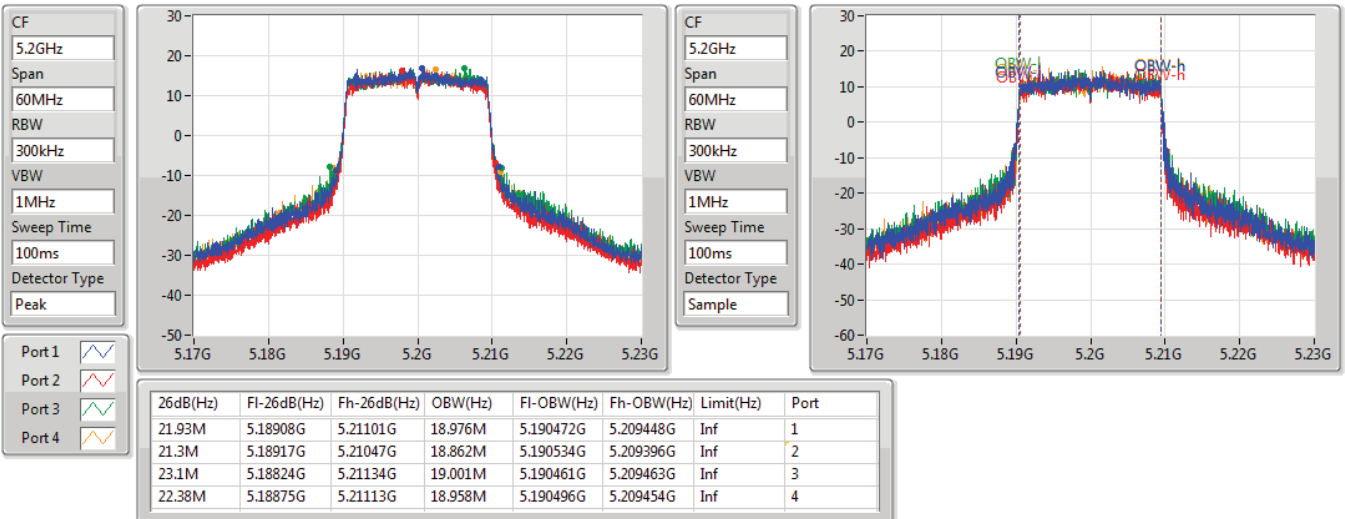 CF
5.2GHz
Span
60MHz
RBW
300kHz
VBW
1MHz
Sweep Time
100ms
Detector Type
Peak
30
20
10
0
-10
-20
-30
-40
-50
5.17G 5.18G 5.19G 5.2G 5.21G 5.22G 5.23G
CF
5.2GHz
Span
60MHz
RBW
300kHz
VBW
1MHz
Sweep Time
100ms
Detector Type
Sample
30
20
10
0
-10
-20
-30
-40
-50
-60
OBW-l
OBW-h
OBW-h
5.17G 5.18G 5.19G 5.2G 5.21G 5.22G 5.23G
Port 1
Port 2
Port 3
Port 4
26dB(Hz) Fl-26dB(Hz) Fh-26dB(Hz) OBW(Hz) Fl-OBW(Hz) Fh-OBW(Hz) Limit(Hz) Port
21.93M 5.18908G 5.21101G 18.976M 5.190472G 5.209448G Inf 1
21.3M 5.18917G 5.21047G 18.862M 5.190534G 5.209396G Inf 2
23.1M 5.18824G 5.21134G 19.001M 5.190461G 5.209463G Inf 3
22.38M 5.18875G 5.21113G 18.958M 5.190496G 5.209454G Inf 4